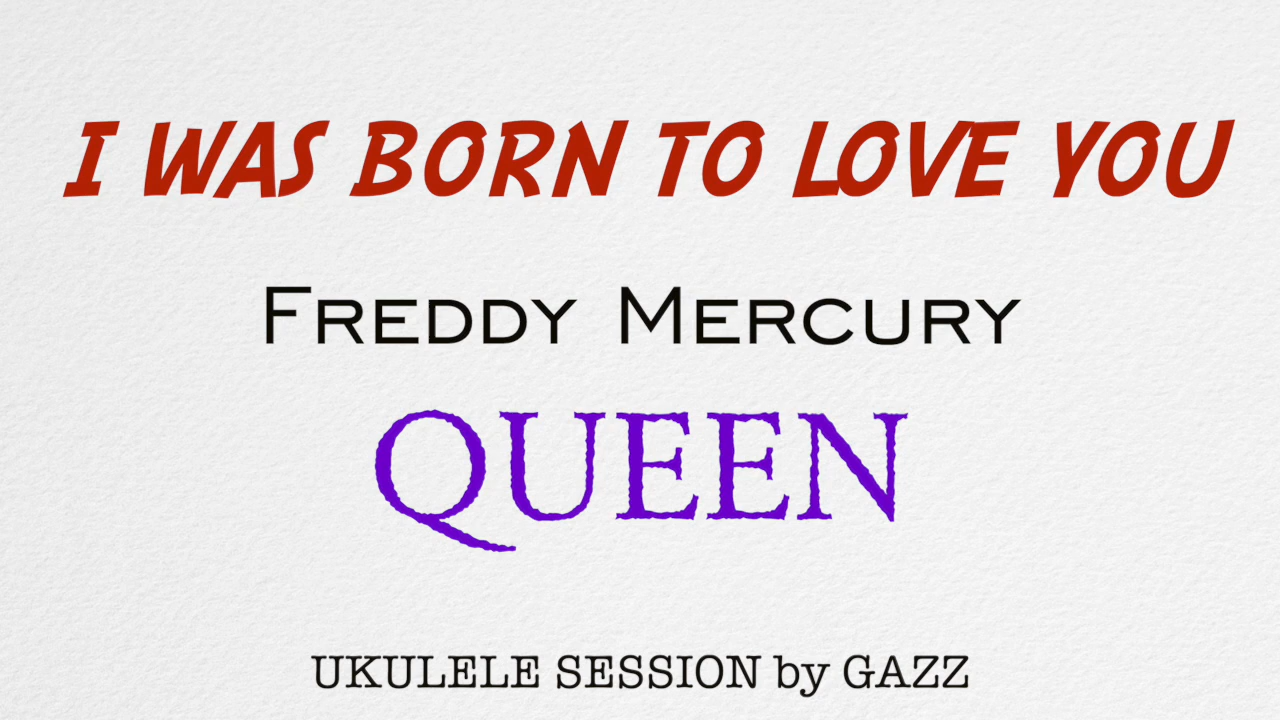 I WAS BORN TO LOVE YOU
FREDDY MERCURY
QUEEN
UKULELE SESSION by GAZZ